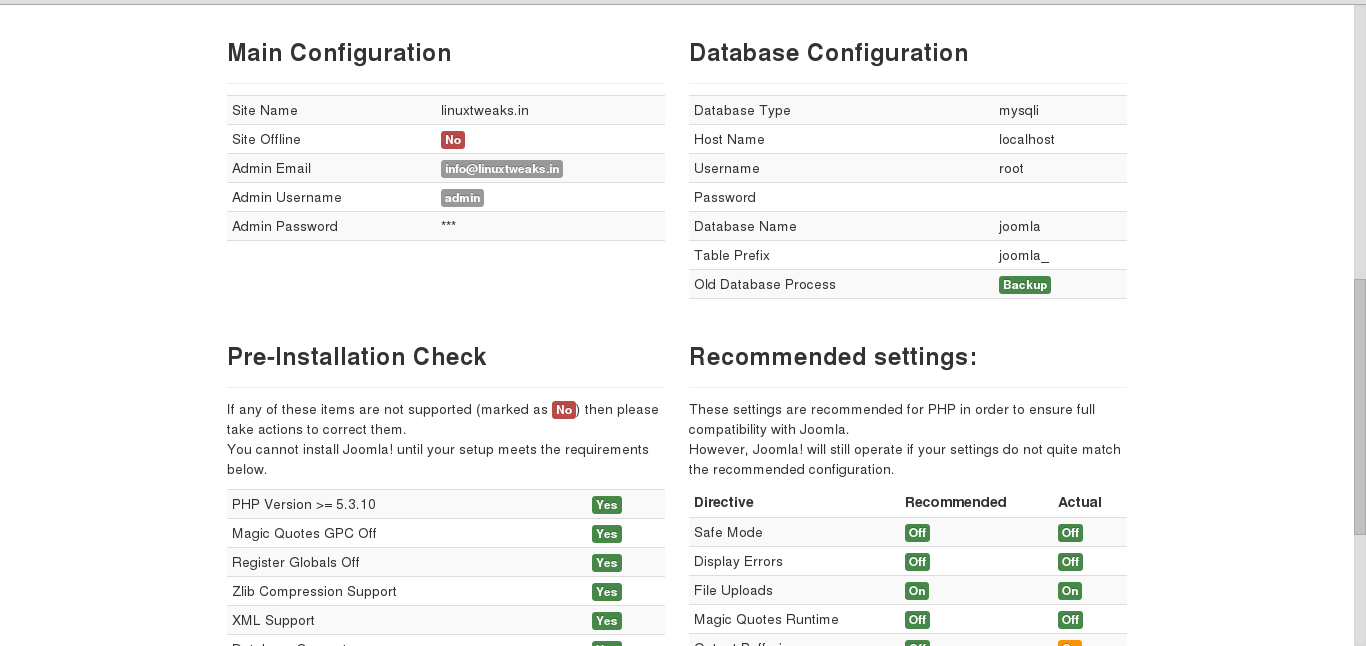 Main Configuration
Site Name linuxtweaks.in
Site Offline No
Admin Email info@linuxtweaks.in
Admin Username admin
Admin Password ***
Database Configuration
Database Type mysqli
Host Name localhost
Username root
Password
Database Name joomla
Table Prefix joomla_
Old Database Process Backup
Pre-Installation Check
If any of these items are not supported (marked as No) then please
take actions to correct them.
You cannot install Joomla! until your setup meets the requirements
below.
PHP Version >= 5.3.10 Yes
Magic Quotes GPC Off Yes
Register Globals Off Yes
Zlib Compression Support Yes
XML Support Yes
Recommended settings:
These settings are recommended for PHP in order to ensure full
compatibility with Joomla.
However, Joomla! will still operate if your settings do not quite match
the recommended configuration.
Directive Recommended Actual
Safe Mode Off Off
Display Errors Off Off
File Uploads On On
Magic Quotes Runtime Off Off